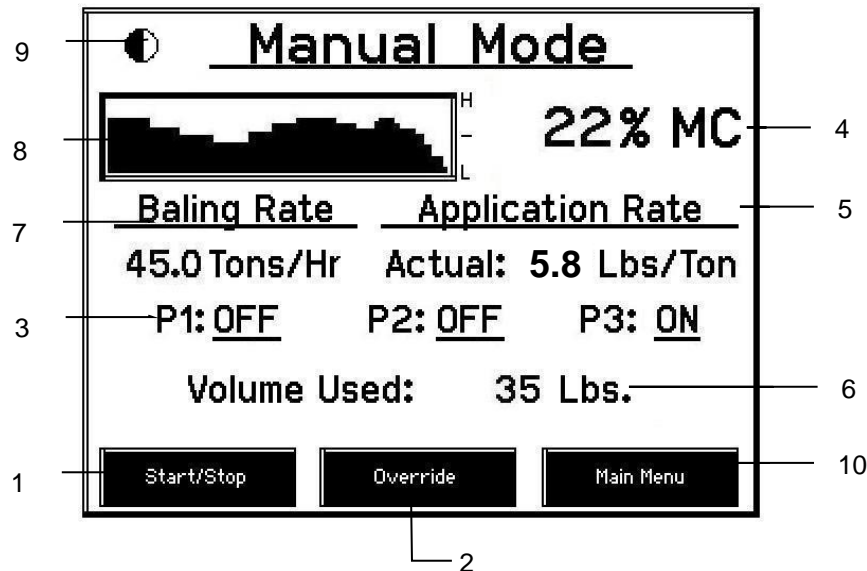 9 Manual Mode
H
8 22% MC 4
L
Baling Rate Application Rate 5
7
45.0 Tons/Hr Actual: 5.8 Lbs/Ton
3 P1: OFF P2: OFF P3: ON
Volume Used: 35 Lbs. 6
1 Start/Stop Override Main Menu 10
2